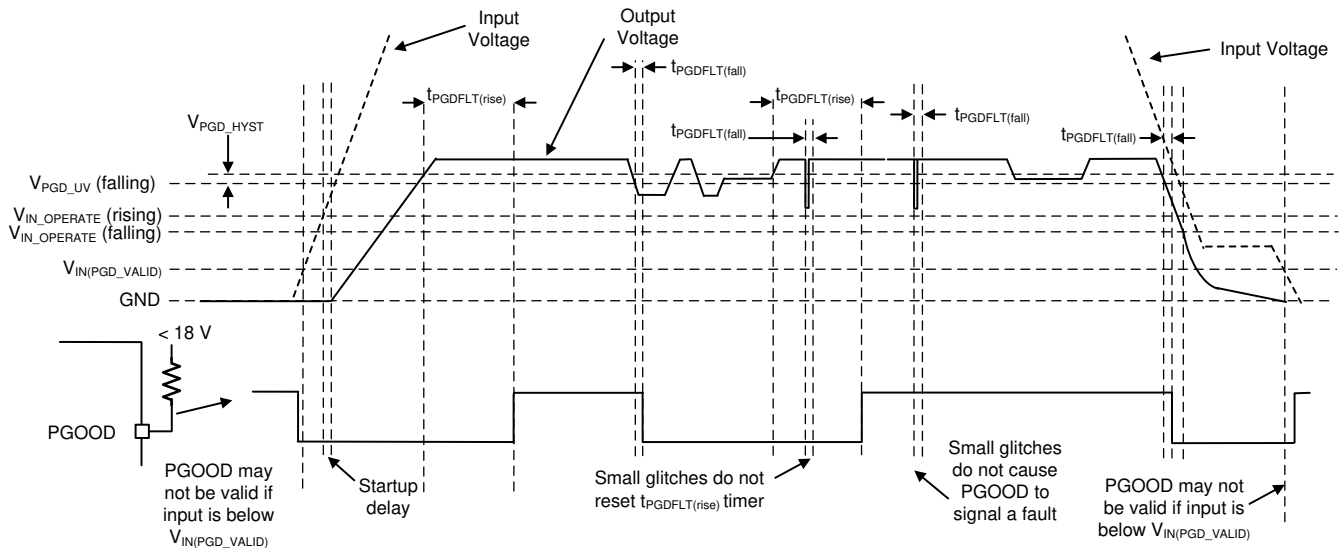 Input
Voltage
Output
Voltage
Input Voltage
tPGDFLT(fall)
tPGDFLT(rise)
tPGDFLT(rise)
tPGDFLT(fall)
tPGDFLT(fall)
tPGDFLT(fall)
VPGD_HYST
VPGD_UV (falling)
VIN_OPERATE (rising)
VIN_OPERATE (falling)
VIN(PGD_VALID)
GND
< 18 V
PGOOD
PGOOD may
not be valid if
input is below
VIN(PGD_VALID)
Startup
delay
Small glitches do not
reset tPGDFLT(rise) timer
Small glitches
do not cause
PGOOD to
signal a fault
PGOOD may not
be valid if input is
below VIN(PGD_VALID)